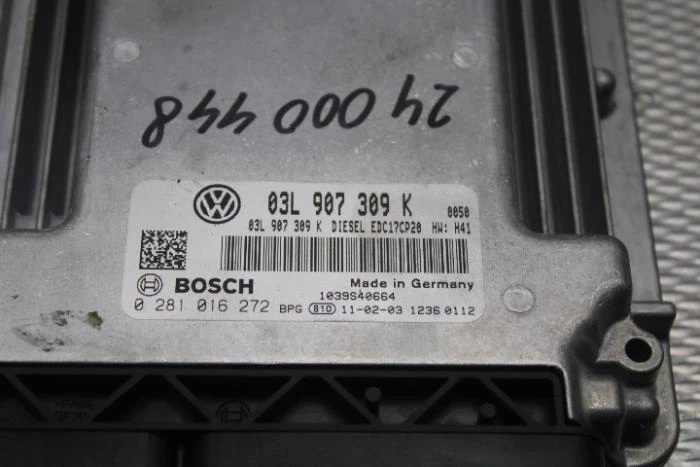 24 000 448
03L 907 309 K 0050
03L 907 309 K DIESEL EDC17CP20 HW: H41
BOSCH Made in Germany
1039S40664
0 281 016 272 BPG 810 11-02-03 1236 0112